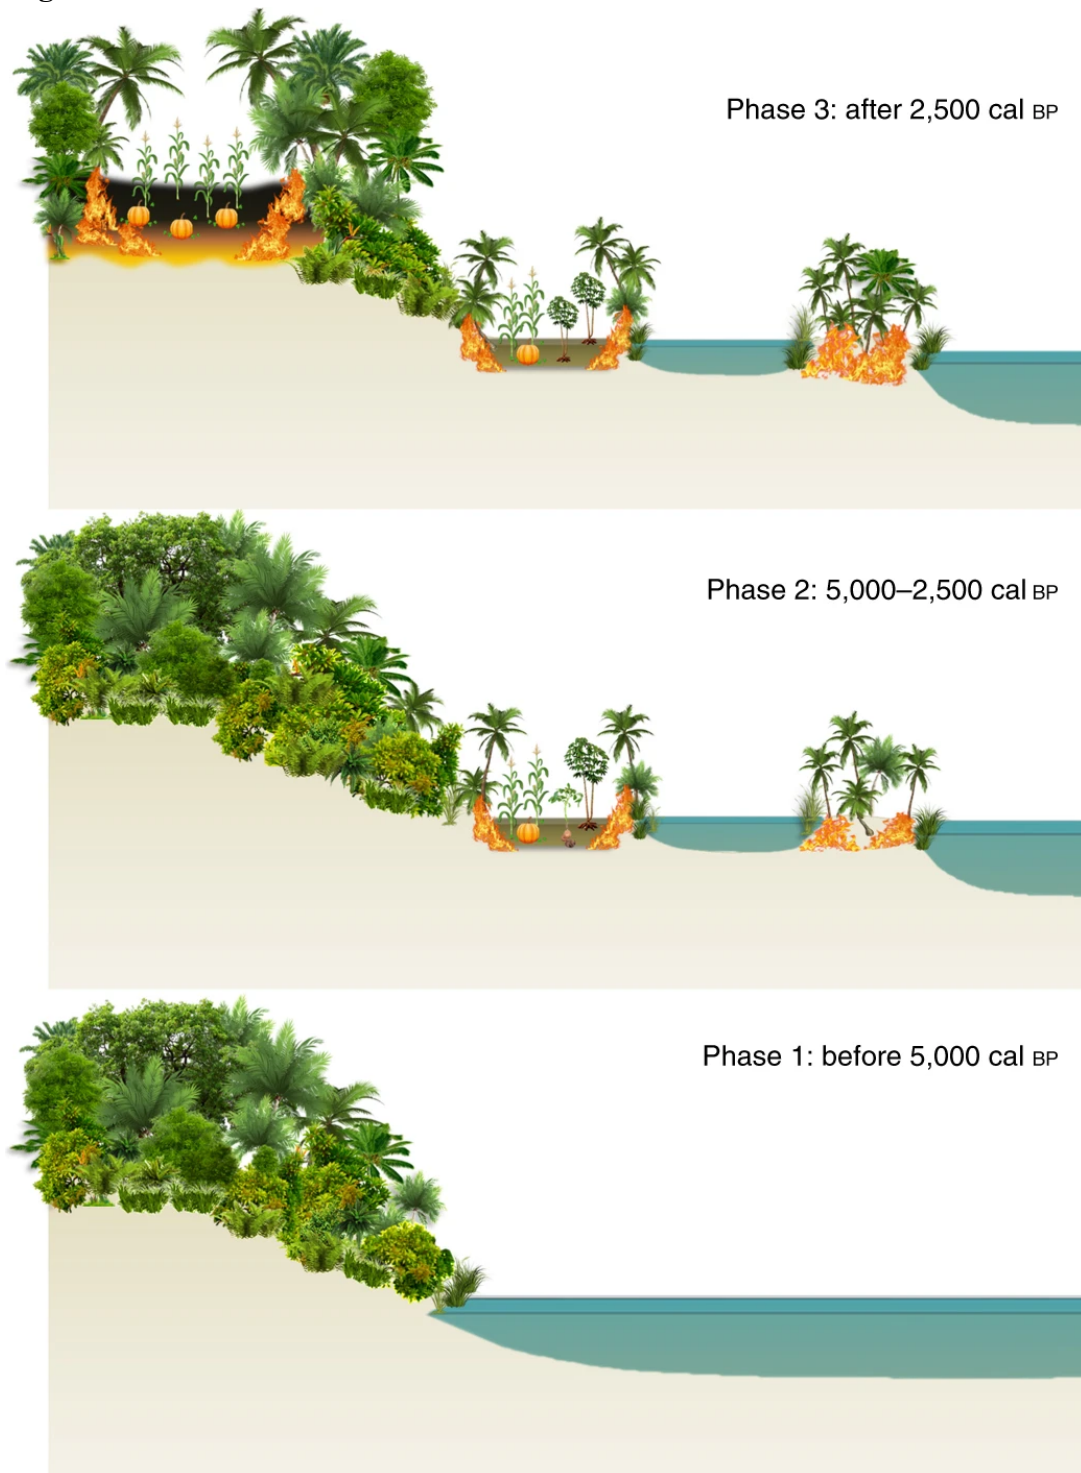 Phase 3: after 2,500 cal BP
Phase 2: 5,000–2,500 cal BP
Phase 1: before 5,000 cal BP